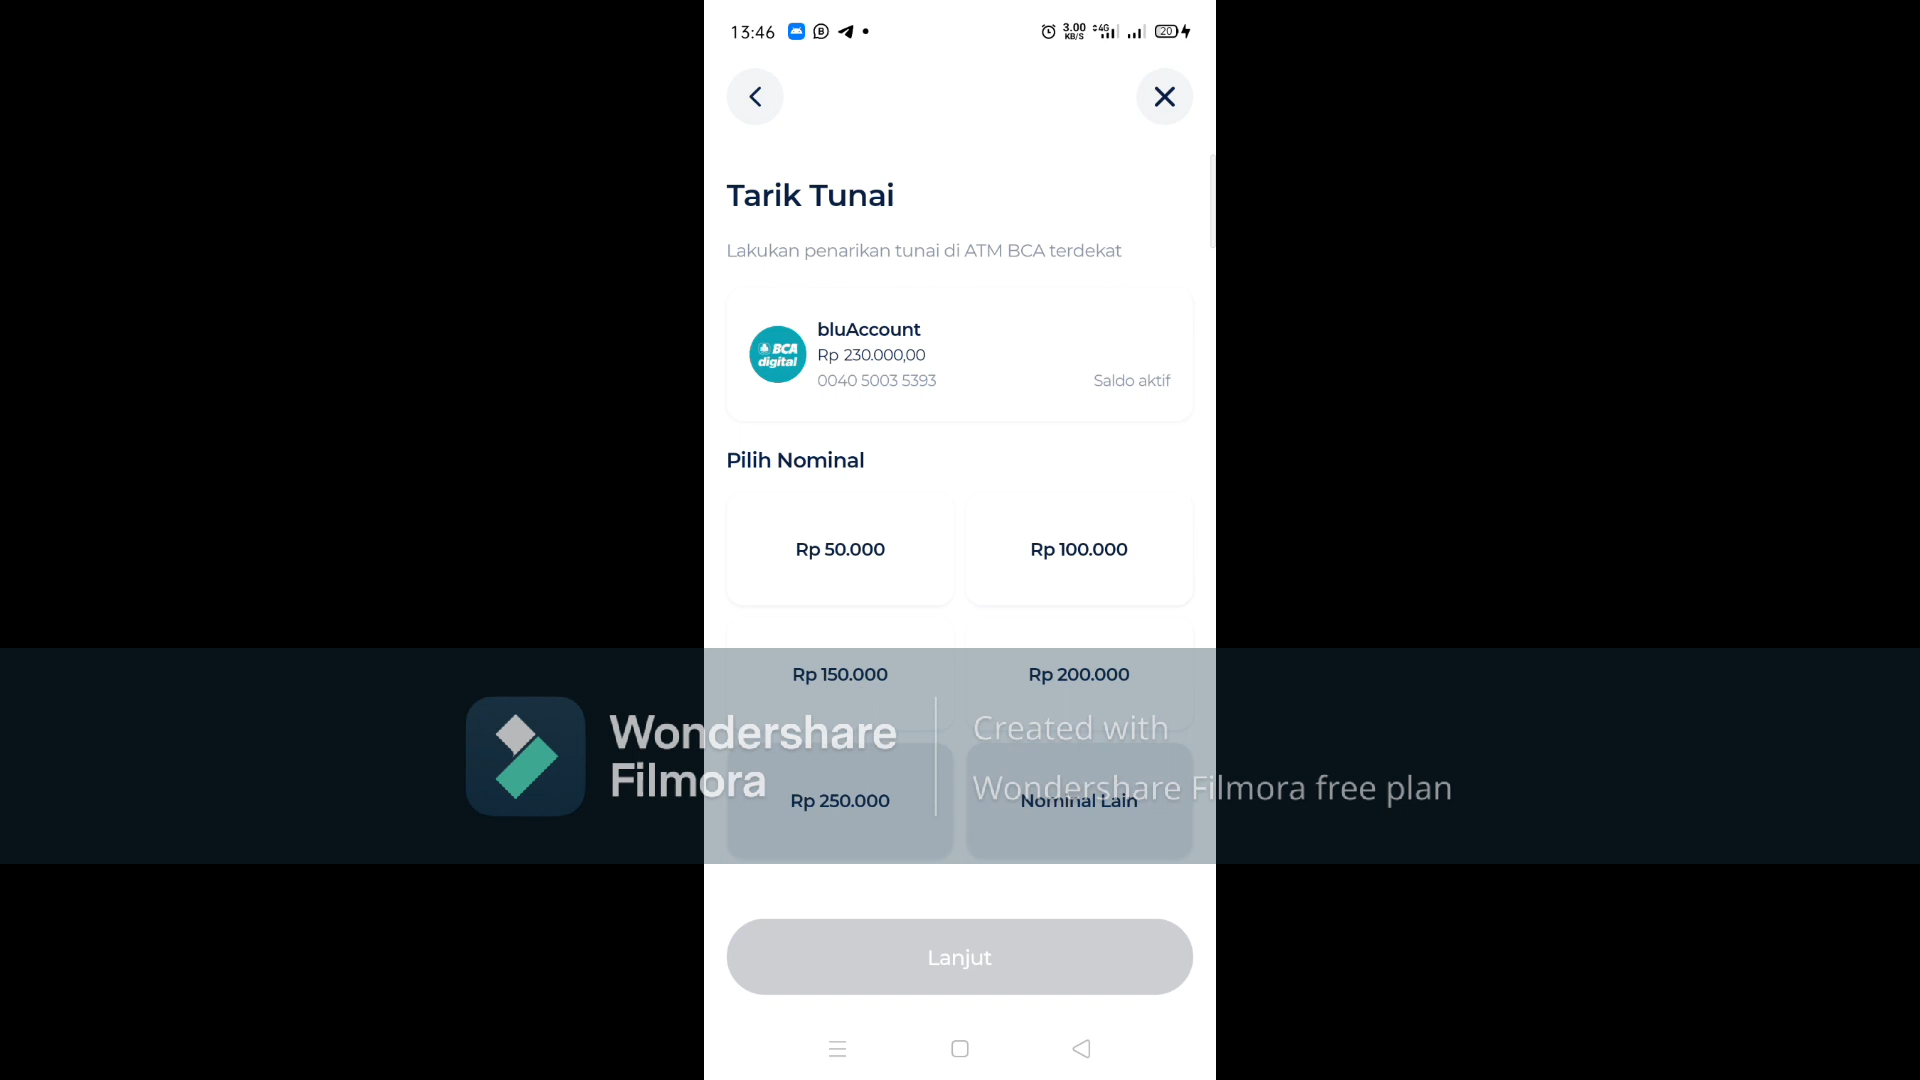 13:46
3.00
KB/S
4G
20
Tarik Tunai
Lakukan penarikan tunai di ATM BCA terdekat
BCA
digital
bluAccount
Rp 230.000,00
0040 5003 5393
Saldo aktif
Pilih Nominal
Rp 50.000
Rp 100.000
Rp 150.000
Rp 200.000
Wondershare
Filmora
Created with
Wondershare Filmora free plan
Rp 250.000
Nominal Lain
Lanjut